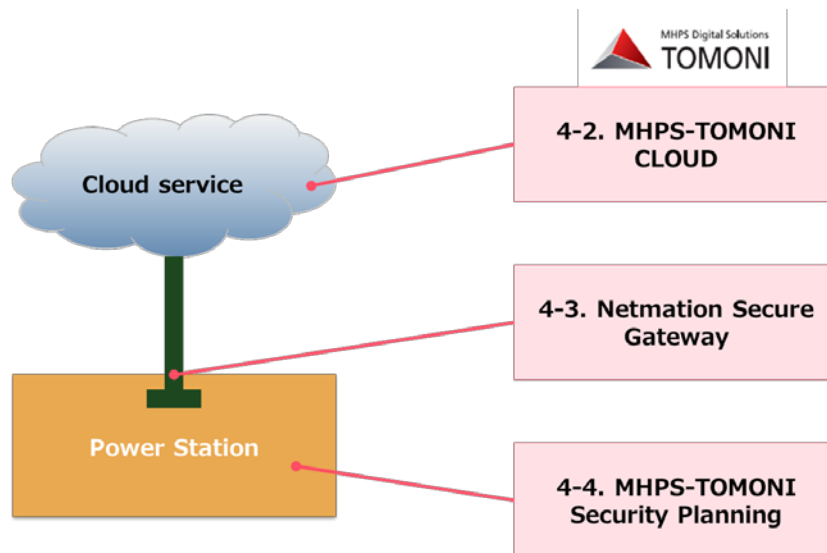 MHPS Digital Solutions
TOMONI
4-2. MHPS-TOMONI
CLOUD
Cloud service
4-3. Netmation Secure
Gateway
Power Station
4-4. MHPS-TOMONI
Security Planning